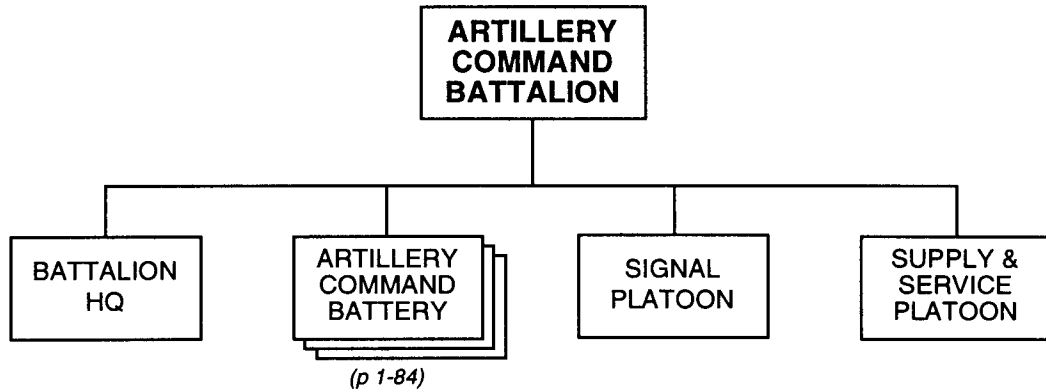 ARTILLERY
COMMAND
BATTALION
BATTALION
HQ
ARTILLERY
COMMAND
BATTERY
(p 1-84)
SIGNAL
PLATOON
SUPPLY &
SERVICE
PLATOON